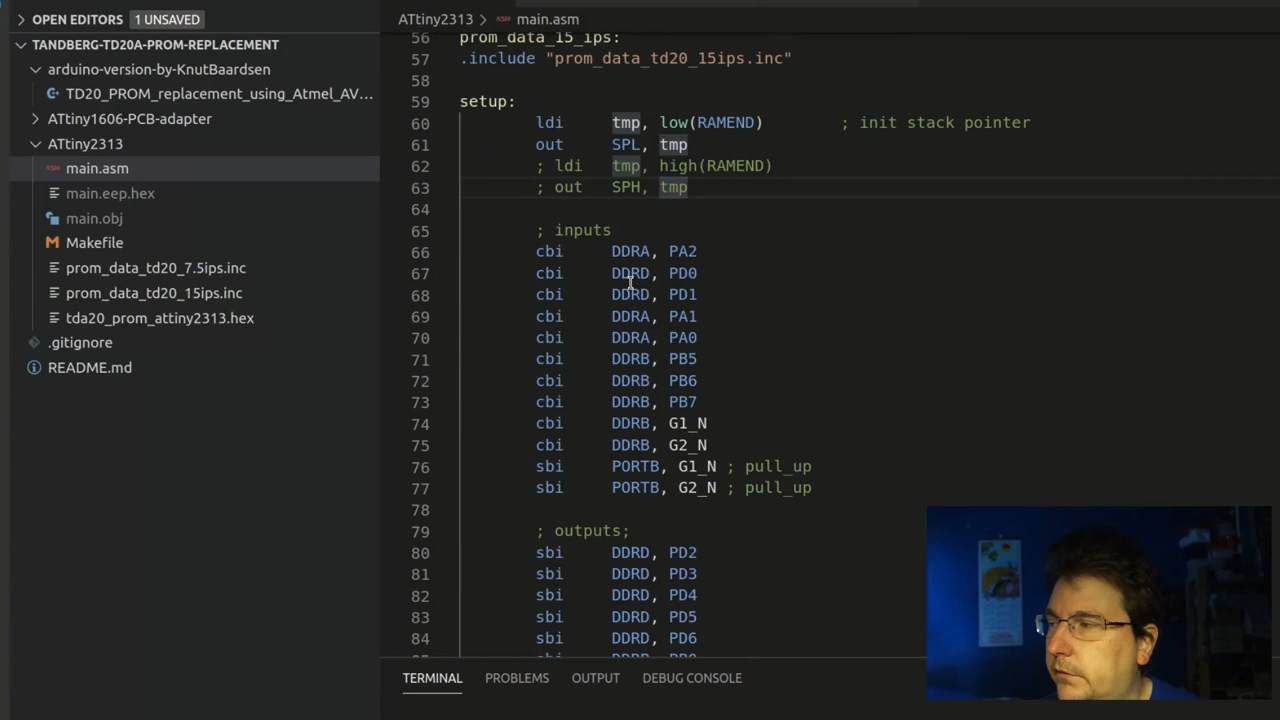 OPEN EDITORS 1 UNSAVED
TANDBERG-TD20A-PROM-REPLACEMENT
arduino-version-by-KnutBaardsen
TD20_PROM_replacement_using_Atmel_AV...
ATtiny1606-PCB-adapter
ATtiny2313
main.asm
main.eep.hex
main.obj
Makefile
prom_data_td20_7.5ips.inc
prom_data_td20_15ips.inc
tda20_prom_attiny2313.hex
.gitignore
README.md
ATtiny2313 > main.asm
56 prom_data_15_ips:
57 .include "prom_data_td20_15ips.inc"
58
59 setup:
60 ldi tmp, low(RAMEND) ; init stack pointer
61 out SPL, tmp
62 ; ldi tmp, high(RAMEND)
63 ; out SPH, tmp
64
65 ; inputs
66 cbi DDRA, PA2
67 cbi DDRD, PD0
68 cbi DDRD, PD1
69 cbi DDRA, PA1
70 cbi DDRA, PA0
71 cbi DDRB, PB5
72 cbi DDRB, PB6
73 cbi DDRB, PB7
74 cbi DDRB, G1_N
75 cbi DDRB, G2_N
76 sbi PORTB, G1_N ; pull_up
77 sbi PORTB, G2_N ; pull_up
78
79 ; outputs;
80 sbi DDRD, PD2
81 sbi DDRD, PD3
82 sbi DDRD, PD4
83 sbi DDRD, PD5
84 sbi DDRD, PD6
TERMINAL PROBLEMS OUTPUT DEBUG CONSOLE